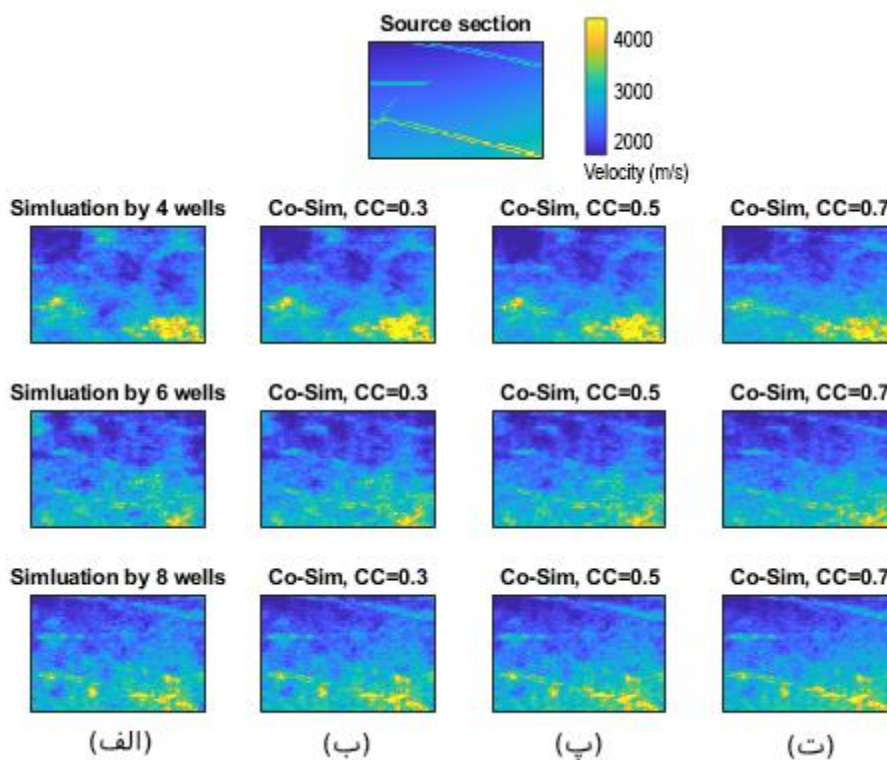 Source section
4000
3000
2000
Velocity (m/s)
Simluation by 4 wells Co-Sim, CC=0.3 Co-Sim, CC=0.5 Co-Sim, CC=0.7
Simluation by 6 wells Co-Sim, CC=0.3 Co-Sim, CC=0.5 Co-Sim, CC=0.7
Simluation by 8 wells Co-Sim, CC=0.3 Co-Sim, CC=0.5 Co-Sim, CC=0.7
(الف) (ب) (پ) (ت)